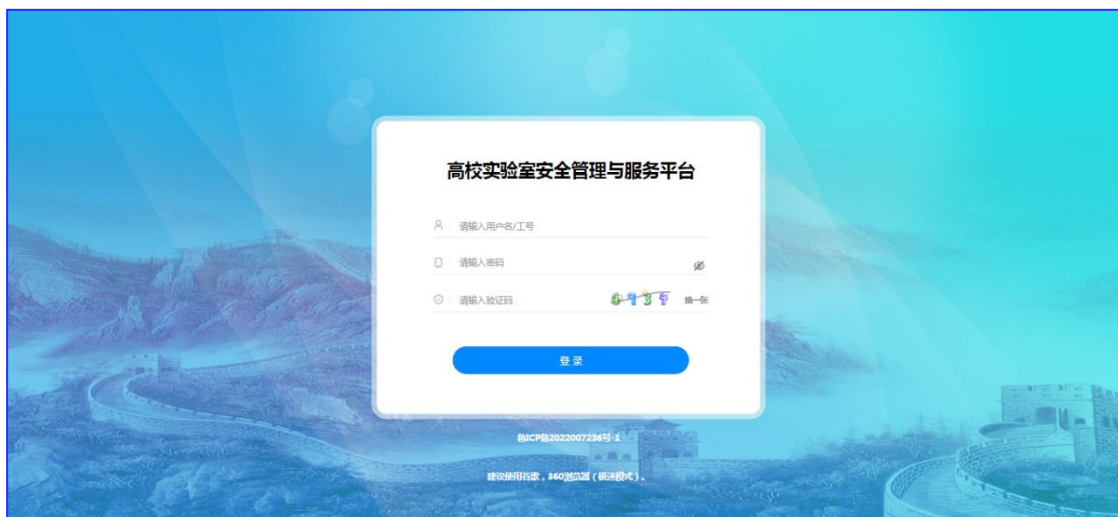 高校实验室安全管理与服务平台
请输入用户名/工号
请输入密码
请输入验证码 换一张
登 录
ICP备2022007236号-1
建议使用谷歌，360浏览器（极速模式）。